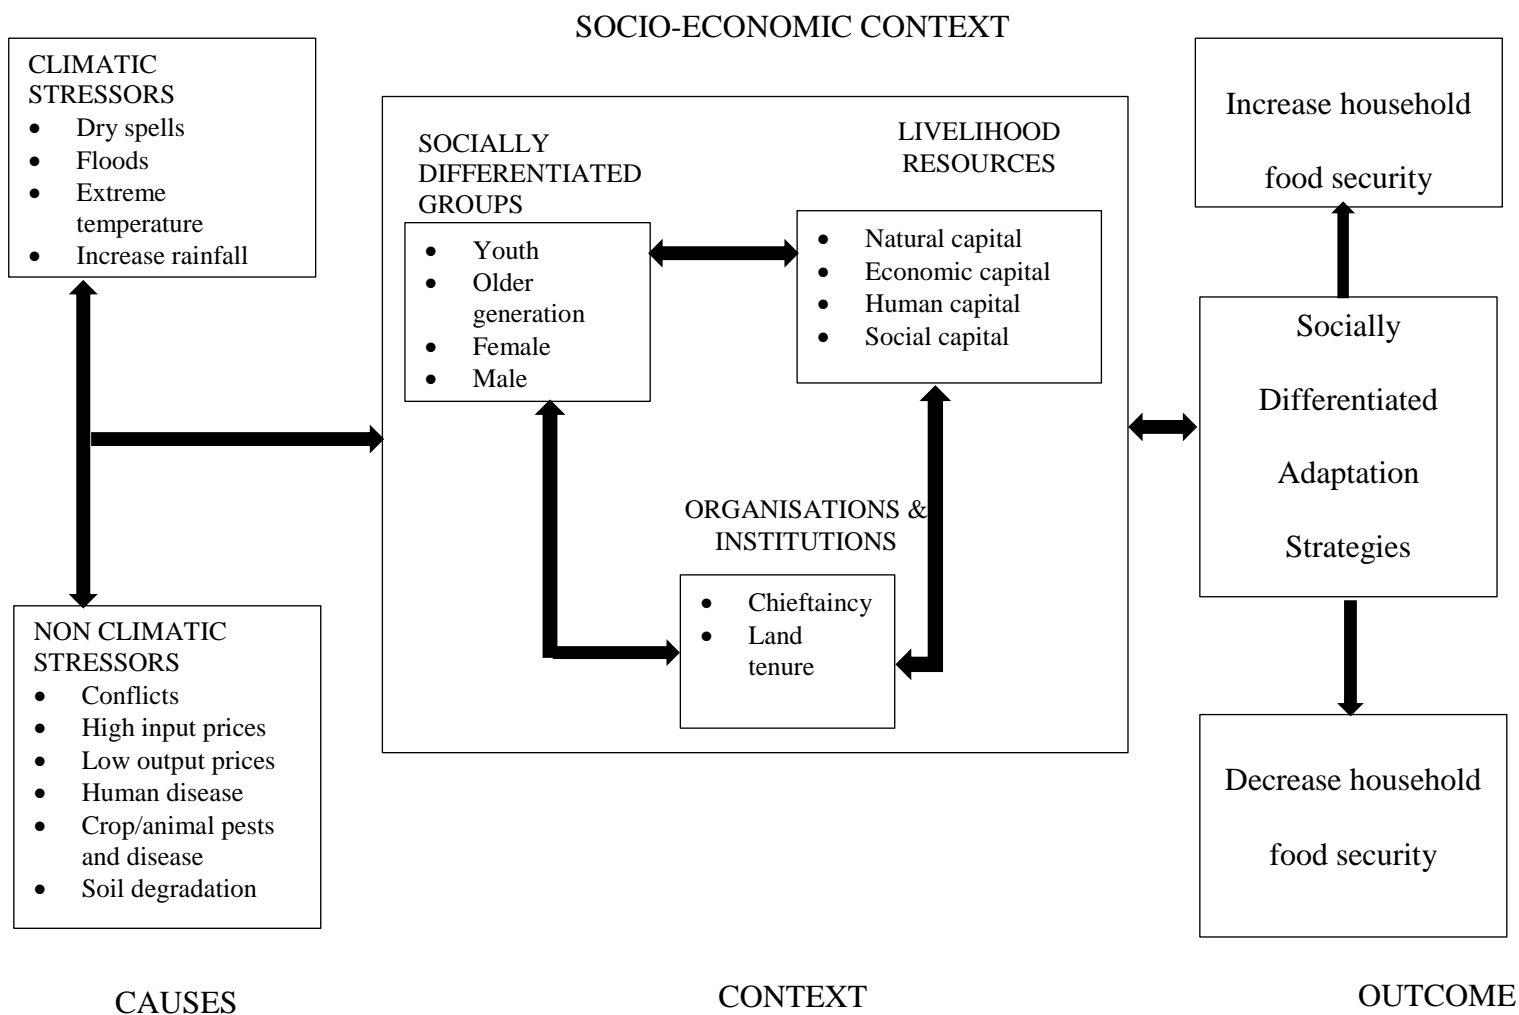 SOCIO-ECONOMIC CONTEXT
CLIMATIC
STRESSORS
• Dry spells
• Floods
• Extreme
temperature
• Increase rainfall
NON CLIMATIC
STRESSORS
• Conflicts
• High input prices
• Low output prices
• Human disease
• Crop/animal pests
and disease
• Soil degradation
SOCIALLY
DIFFERENTIATED
GROUPS
• Youth
• Older
generation
• Female
• Male
LIVELIHOOD
RESOURCES
• Natural capital
• Economic capital
• Human capital
• Social capital
ORGANISATIONS &
INSTITUTIONS
• Chieftaincy
• Land
tenure
Increase household
food security
Socially
Differentiated
Adaptation
Strategies
Decrease household
food security
CAUSES
CONTEXT
OUTCOME